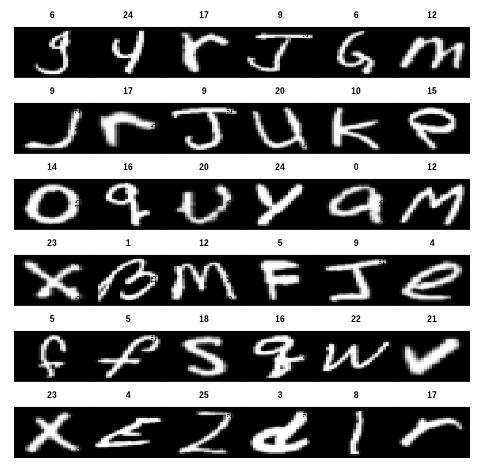 6 24 17 9 6 12
g y r J G m
9 17 9 20 10 15
J r J u K P
14 16 20 24 0 12
O q u y a M
23 1 12 5 9 4
X B m F J e
5 5 18 16 22 21
f f S q w v
23 4 25 3 8 17
X E Z d I r